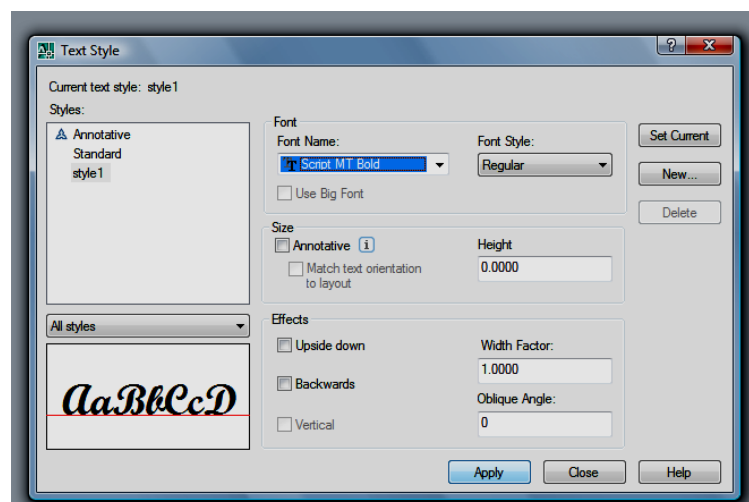 Text Style
Current text style: style1
Styles:
Annotative
Standard
style1
All styles
AaBbCcD
Font
Font Name:
Script MT Bold
Font Style:
Regular
Use Big Font
Size
Annotative
Match text orientation
to layout
Height
0.0000
Effects
Upside down
Backwards
Vertical
Width Factor:
1.0000
Oblique Angle:
0
Set Current
New...
Delete
Apply
Close
Help